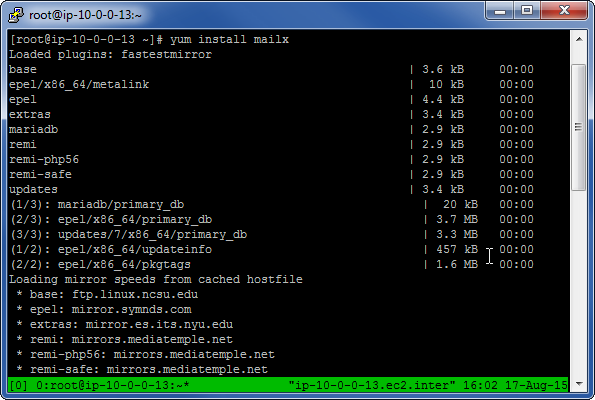 root@ip-10-0-0-13:~
[root@ip-10-0-0-13 ~]# yum install mailx
Loaded plugins: fastestmirror
base | 3.6 kB 00:00
epel/x86_64/metalink | 10 kB 00:00
epel | 4.4 kB 00:00
extras | 3.4 kB 00:00
mariadb | 2.9 kB 00:00
remi | 2.9 kB 00:00
remi-php56 | 2.9 kB 00:00
remi-safe | 2.9 kB 00:00
updates | 3.4 kB 00:00
(1/3): mariadb/primary_db | 20 kB 00:00
(2/3): epel/x86_64/primary_db | 3.7 MB 00:00
(3/3): updates/7/x86_64/primary_db | 3.3 MB 00:00
(1/2): epel/x86_64/updateinfo | 457 kB 00:00
(2/2): epel/x86_64/pkgtags | 1.6 MB 00:00
Loading mirror speeds from cached hostfile
* base: ftp.linux.ncsu.edu
* epel: mirror.symnds.com
* extras: mirror.es.its.nyu.edu
* remi: mirrors.mediatemple.net
* remi-php56: mirrors.mediatemple.net
* remi-safe: mirrors.mediatemple.net
[0] 0:root@ip-10-0-0-13:~* "ip-10-0-0-13.ec2.inter" 16:02 17-Aug-15